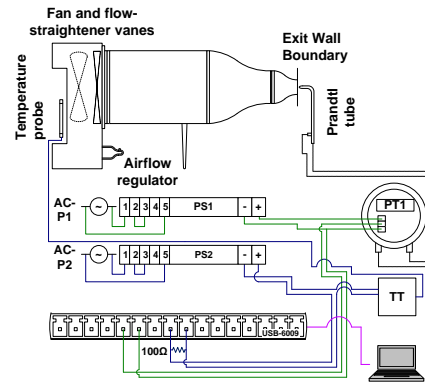 Fan and flow-
straightener vanes
Exit Wall
Boundary
Temperature
probe
Prandtl
tube
Airflow
regulator
AC-
P1
~
1 2 3 4 5 PS1 - +
PT1
AC-
P2
~
1 2 3 4 5 PS2 - +
TT
USB-6009
100Ω